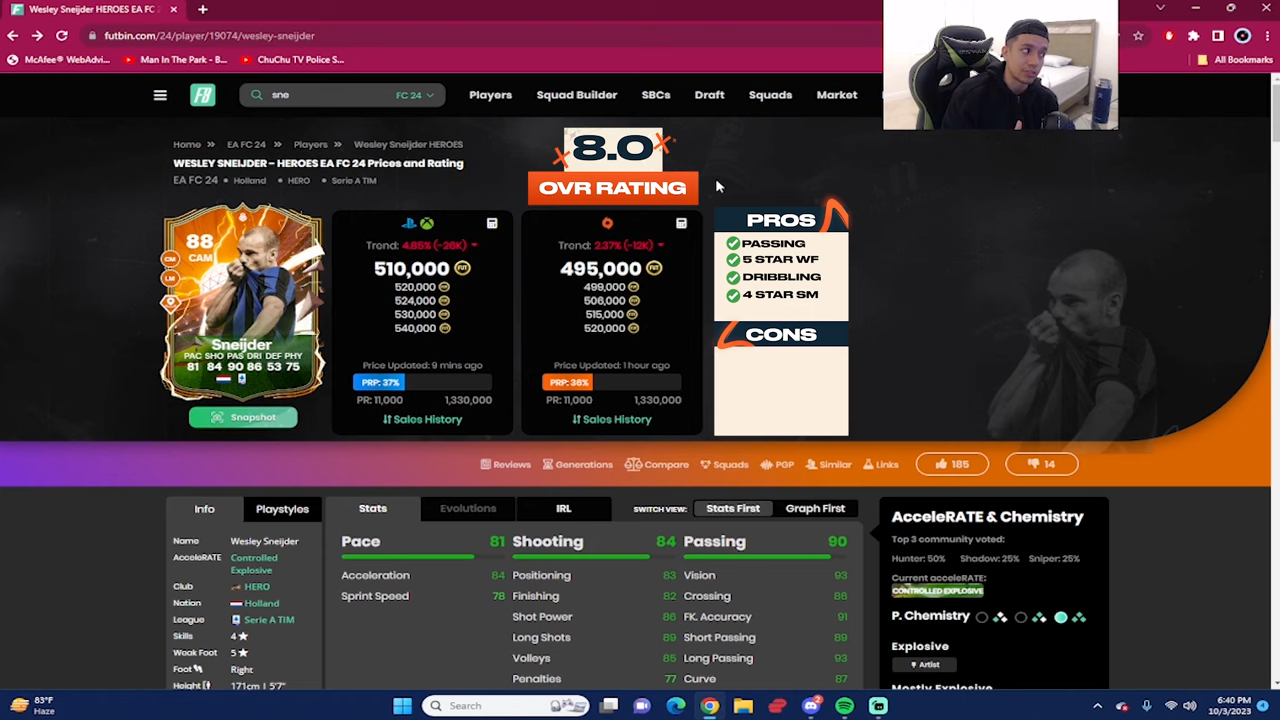 Wesley Sneijder HEROES EA FC 2
futbin.com/24/player/19074/wesley-sneijder
McAfee® WebAdvi...
Man In The Park - B...
ChuChu TV Police S...
All Bookmarks
sne
FC 24
Players
Squad Builder
SBCs
Draft
Squads
Market
Home >> EA FC 24 >> Players >> Wesley Sneijder HEROES
WESLEY SNEIJDER – HEROES EA FC 24 Prices and Rating
EA FC 24 • Holland • HERO • Serie A TIM
8.0
OVR RATING
88
CAM
CM
LM
Sneijder
PAC SHO PAS DRI DEF PHY
81 84 90 86 53 75
Snapshot
Trend: 4.85% (-26K)
510,000
520,000
524,000
530,000
540,000
Price Updated: 9 mins ago
PRP: 37%
PR: 11,000 1,330,000
Sales History
Trend: 2.37% (-12K)
495,000
499,000
506,000
515,000
520,000
Price Updated: 1 hour ago
PRP: 36%
PR: 11,000 1,330,000
Sales History
PROS
PASSING
5 STAR WF
DRIBBLING
4 STAR SM
CONS
Reviews
Generations
Compare
Squads
PGP
Similar
Links
185
14
Info
Playstyles
Name Wesley Sneijder
AcceleRATE Controlled Explosive
Club HERO
Nation Holland
League Serie A TIM
Skills 4
Weak Foot 5
Foot Right
Height 171cm | 5'7"
Stats
Evolutions
IRL
SWITCH VIEW:
Stats First
Graph First
Pace 81
Acceleration 84
Sprint Speed 78
Shooting 84
Positioning 83
Finishing 82
Shot Power 86
Long Shots 89
Volleys 85
Penalties 77
Passing 90
Vision 93
Crossing 86
FK. Accuracy 91
Short Passing 89
Long Passing 93
Curve 87
AcceleRATE & Chemistry
Top 3 community voted:
Hunter: 50% Shadow: 25% Sniper: 25%
Current acceleRATE:
CONTROLLED EXPLOSIVE
P. Chemistry
Explosive
Artist
Mostly Explosive
83°F
Haze
Search
2
6:40 PM
10/3/2023